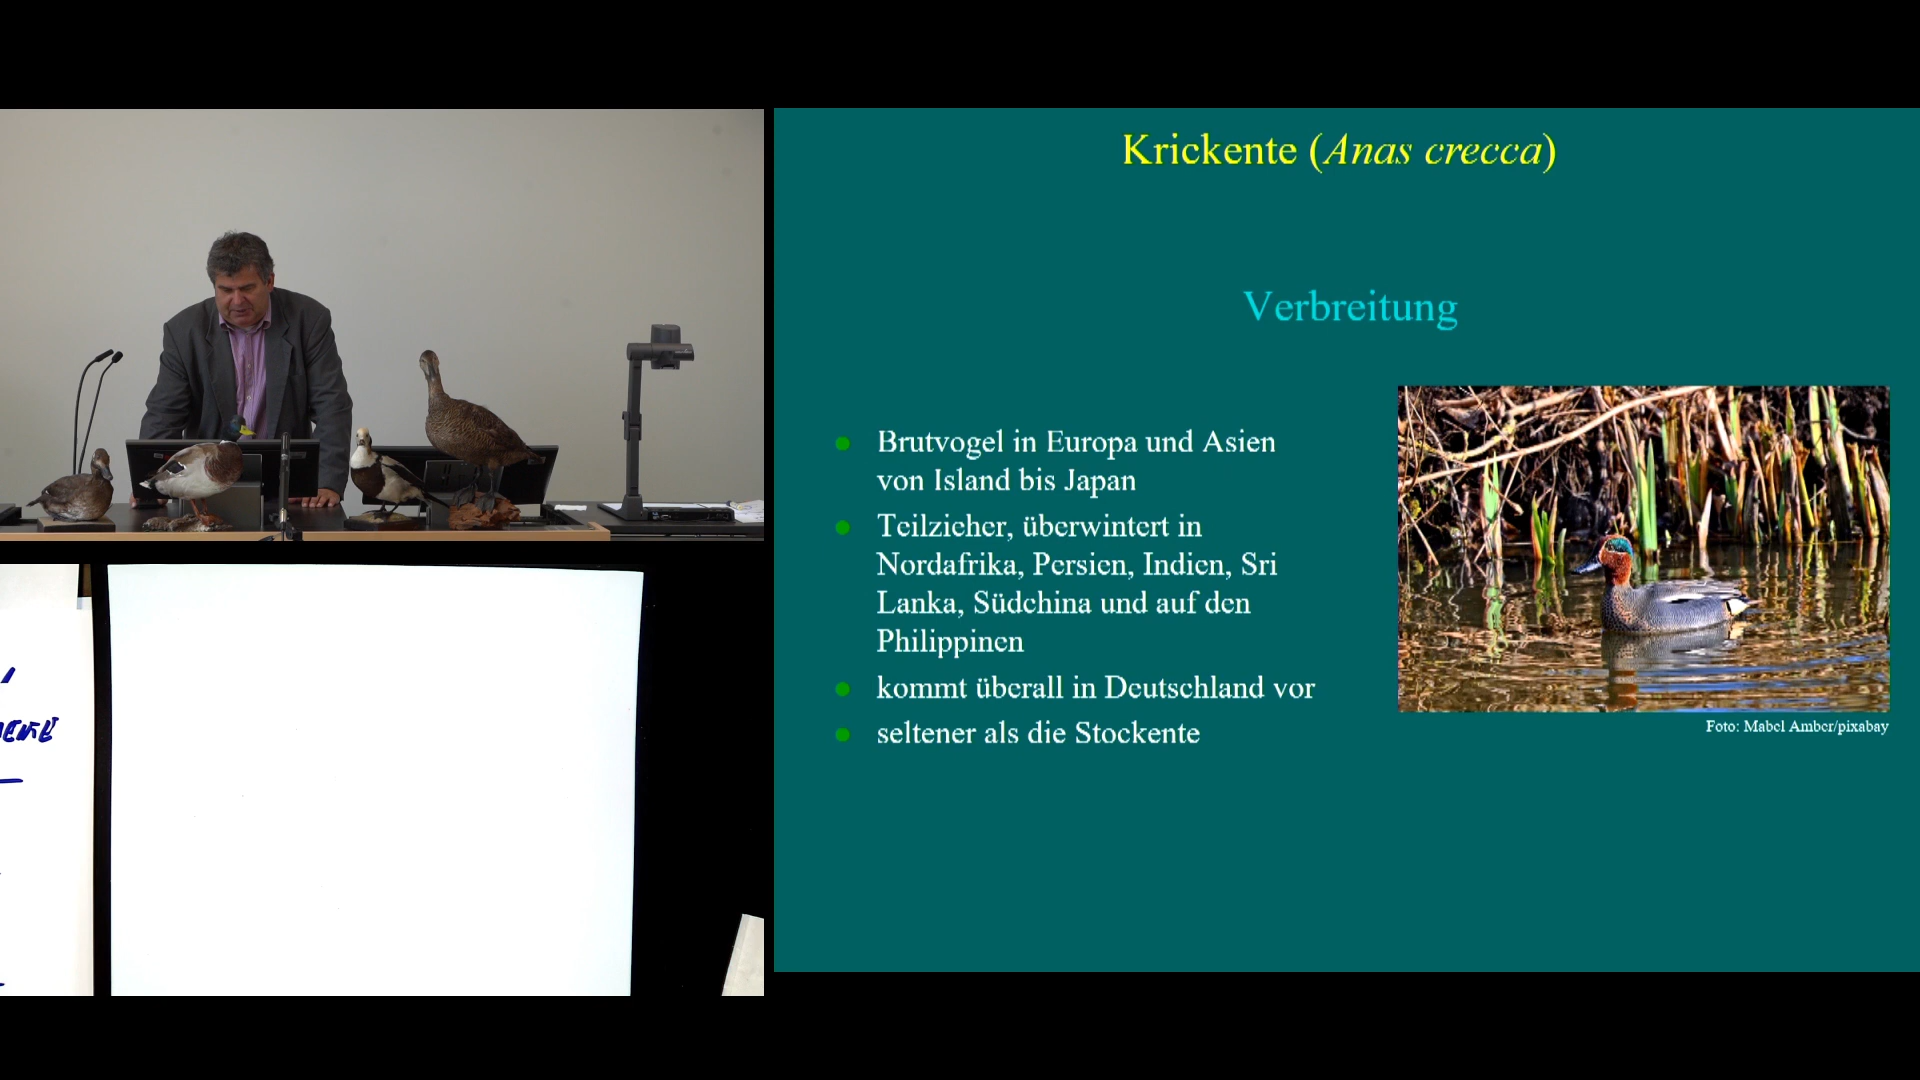 Krickente (Anas crecca)
Verbreitung
Brutvogel in Europa und Asien
von Island bis Japan
Teilzieher, überwintert in
Nordafrika, Persien, Indien, Sri
Lanka, Südchina und auf den
Philippinen
kommt überall in Deutschland vor
seltener als die Stockente
Foto: Mabel Amber/pixabay